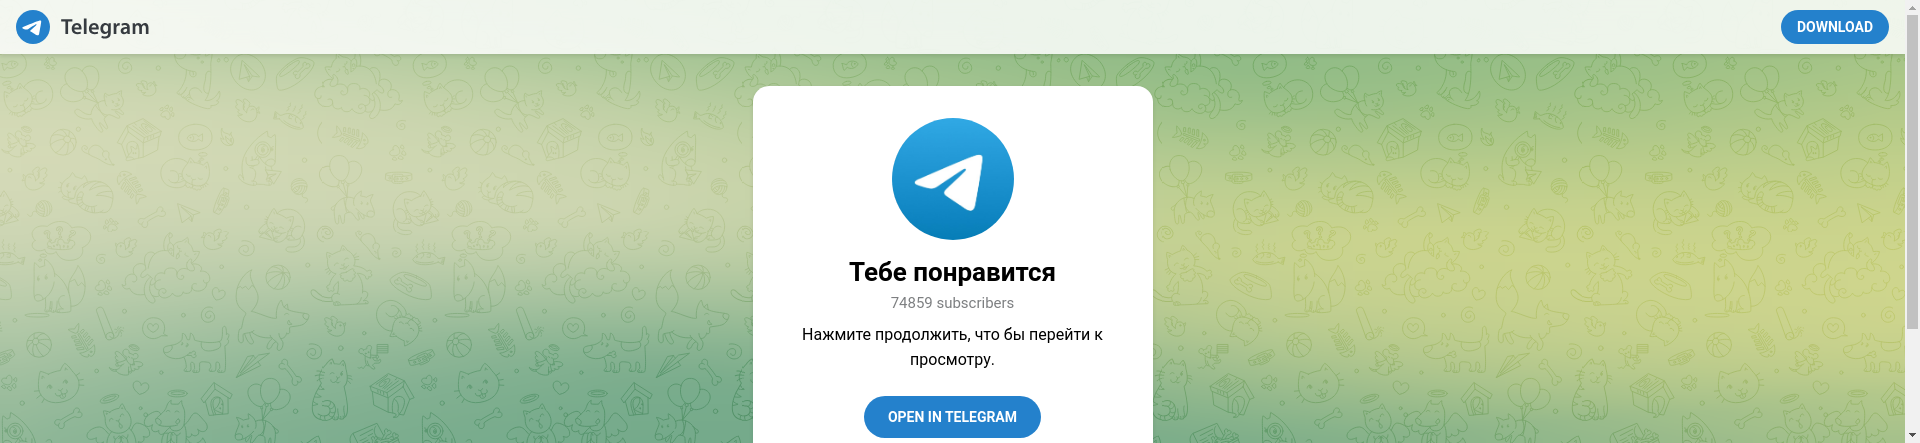 Telegram
DOWNLOAD
Тебе понравится
74859 subscribers
Нажмите продолжить, что бы перейти к
просмотру.
OPEN IN TELEGRAM